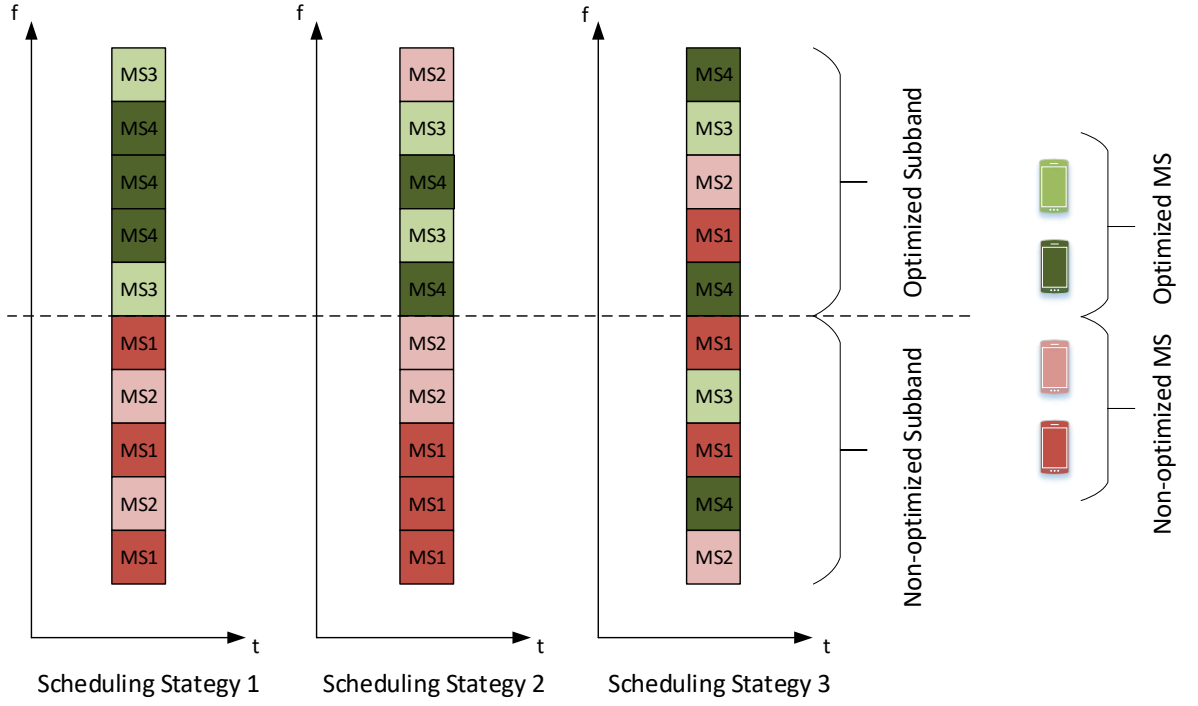 f
MS3
MS4
MS4
MS4
MS3
MS1
MS2
MS1
MS2
MS1
t
Scheduling Stategy 1
f
MS2
MS3
MS4
MS3
MS4
MS2
MS2
MS1
MS1
MS1
t
Scheduling Stategy 2
f
MS4
MS3
MS2
MS1
MS4
MS1
MS3
MS1
MS4
MS2
t
Scheduling Stategy 3
Optimized Subband
Non-optimized Subband
Optimized MS
Non-optimized MS